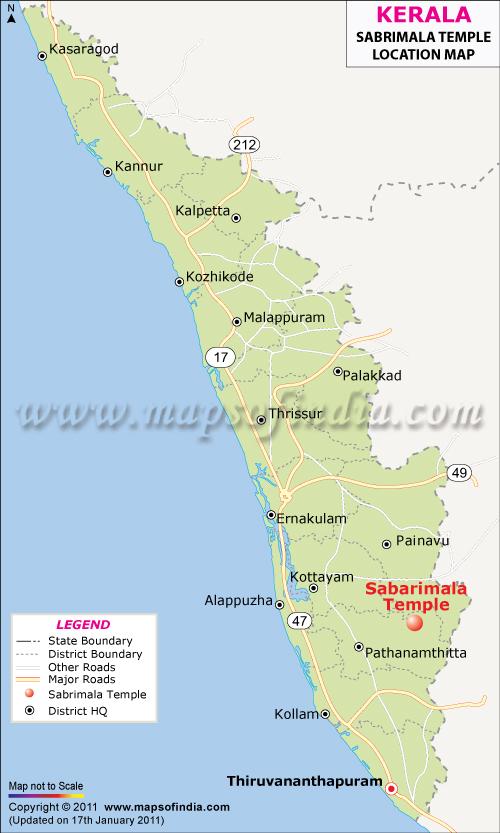 N
KERALA
SABRIMALA TEMPLE
LOCATION MAP
Kasaragod
212
Kannur
Kalpetta
Kozhikode
Malappuram
17
Palakkad
www.mapsofindia.com
Thrissur
49
Ernakulam
Painavu
Kottayam
Sabarimala
Temple
Alappuzha
47
Pathanamthitta
LEGEND
State Boundary
District Boundary
Other Roads
Major Roads
Sabrimala Temple
District HQ
Kollam
Thiruvananthapuram
Map not to Scale
Copyright © 2011 www.mapsofindia.com
(Updated on 17th January 2011)